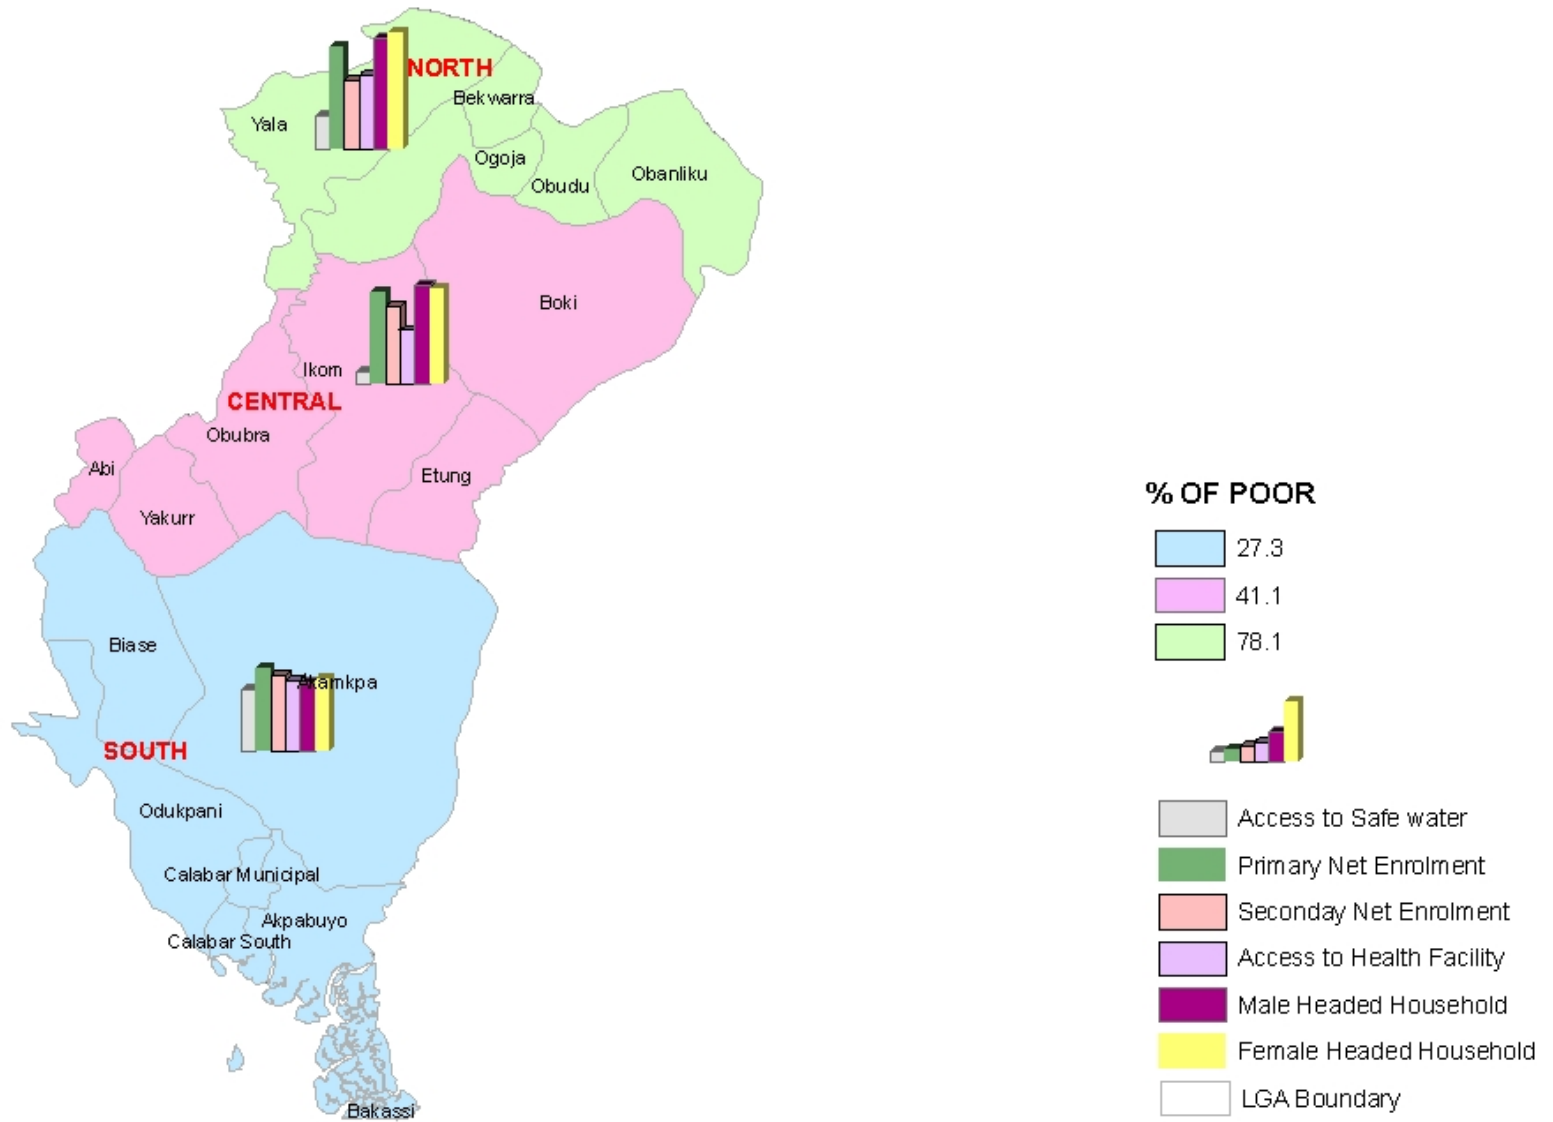 NORTH
Bekwarra
Yala
Ogoja
Obudu
Obanliku
Boki
Ikom
CENTRAL
Obubra
Abi
Etung
Yakurr
Biase
Akamkpa
SOUTH
Odukpani
Calabar Municipal
Akpabuyo
Calabar South
Bakassi
% OF POOR
27.3
41.1
78.1
Access to Safe water
Primary Net Enrolment
Seconday Net Enrolment
Access to Health Facility
Male Headed Household
Female Headed Household
LGA Boundary